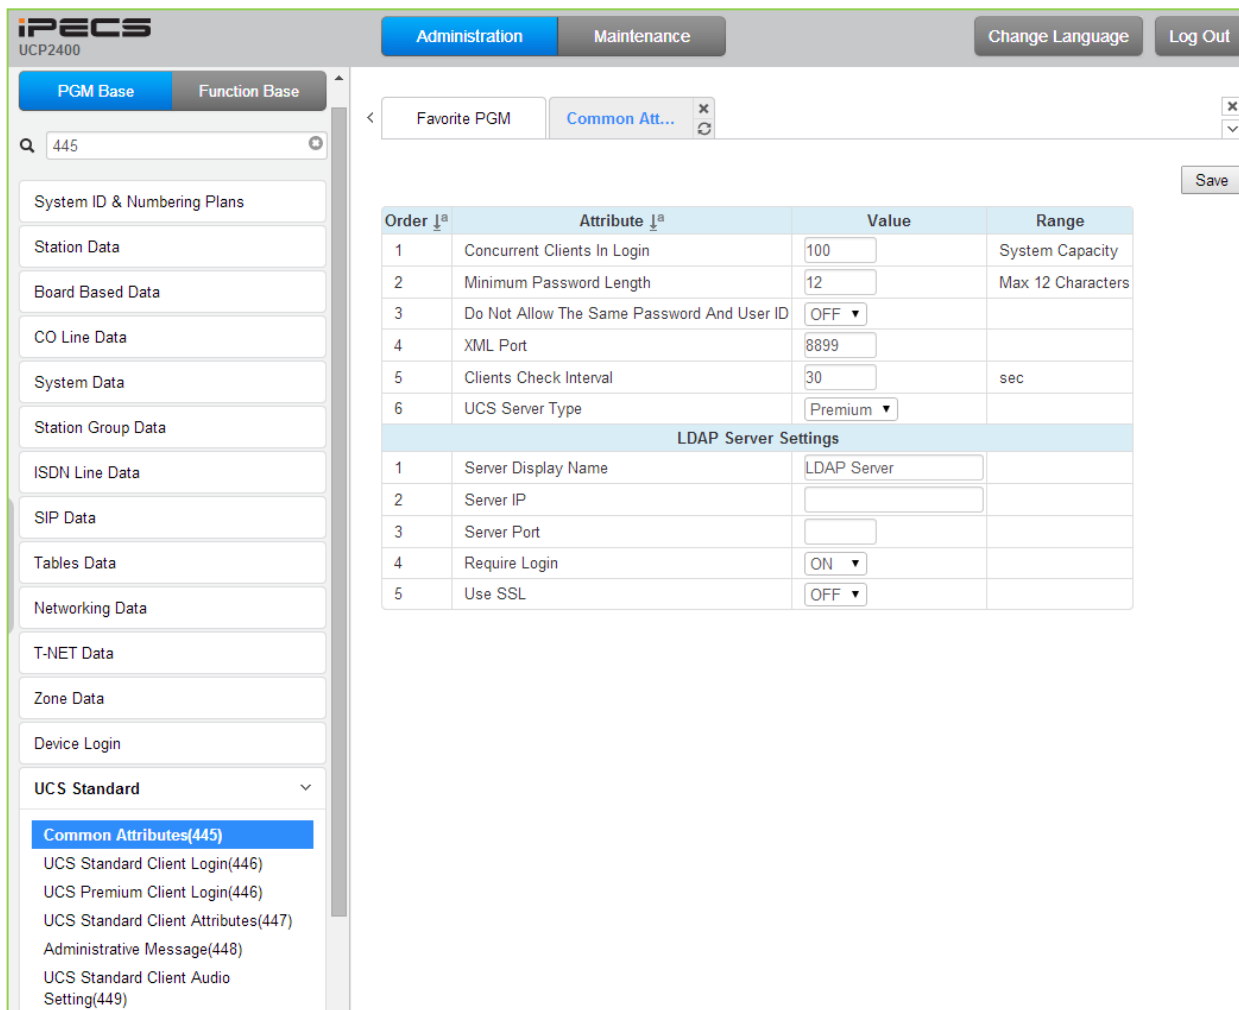 iPECS
UCP2400
Administration Maintenance Change Language Log Out
PGM Base Function Base
445
Favorite PGM Common Att...
Save
System ID & Numbering Plans
Station Data
Board Based Data
CO Line Data
System Data
Station Group Data
ISDN Line Data
SIP Data
Tables Data
Networking Data
T-NET Data
Zone Data
Device Login
UCS Standard
Common Attributes(445)
UCS Standard Client Login(446)
UCS Premium Client Login(446)
UCS Standard Client Attributes(447)
Administrative Message(448)
UCS Standard Client Audio
Setting(449)
Order Attribute Value Range
1 Concurrent Clients In Login 100 System Capacity
2 Minimum Password Length 12 Max 12 Characters
3 Do Not Allow The Same Password And User ID OFF
4 XML Port 8899
5 Clients Check Interval 30 sec
6 UCS Server Type Premium
LDAP Server Settings
1 Server Display Name LDAP Server
2 Server IP
3 Server Port
4 Require Login ON
5 Use SSL OFF